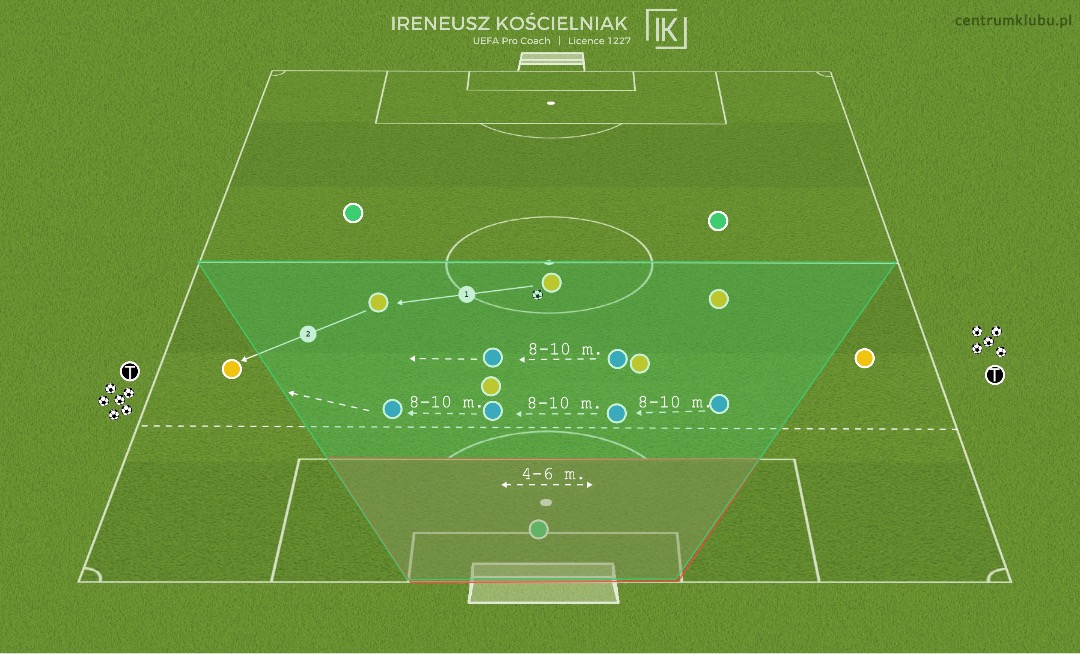 IRENEUSZ KOŚCIELNIAK
UEFA Pro Coach | Licence 1227
IK
centrumklubu.pl
1
2
8-10 m.
T
T
8-10 m.
8-10 m.
8-10 m.
4-6 m.